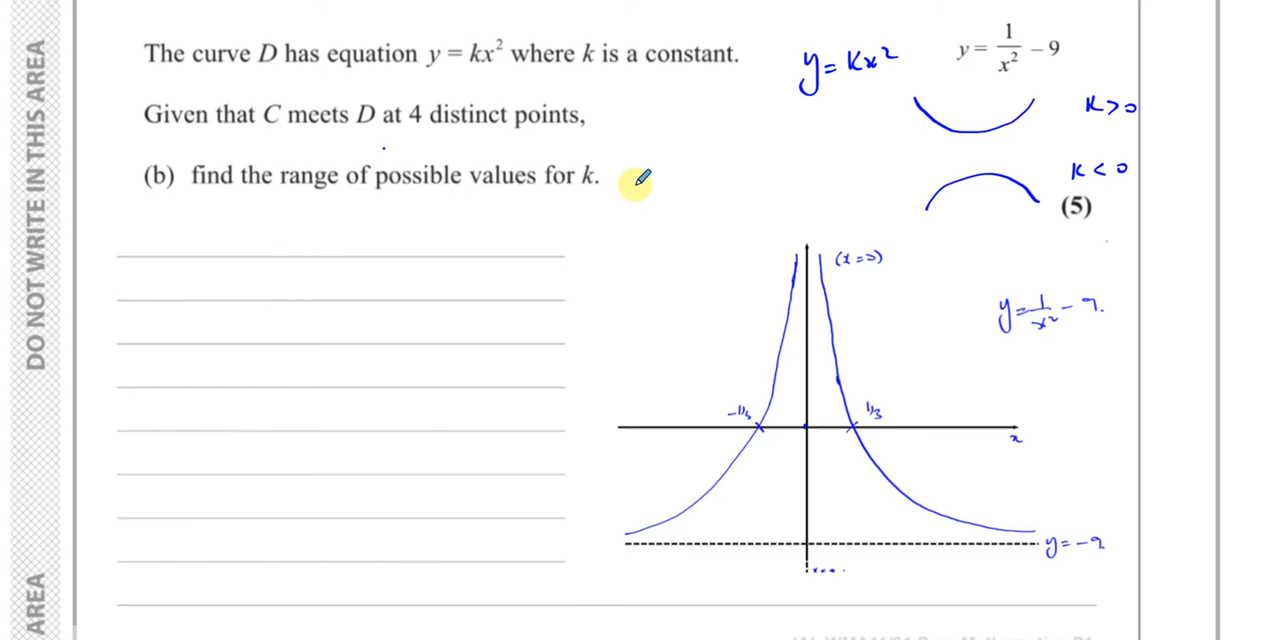 DO NOT WRITE IN THIS AREA
AREA
The curve D has equation y = kx² where k is a constant.
Given that C meets D at 4 distinct points,
(b) find the range of possible values for k.
(5)
y = kx²
y = 1/x² − 9
k > 0
k < 0
(x=0)
y = 1/x² − 9.
-1/3
1/3
x
y = -9